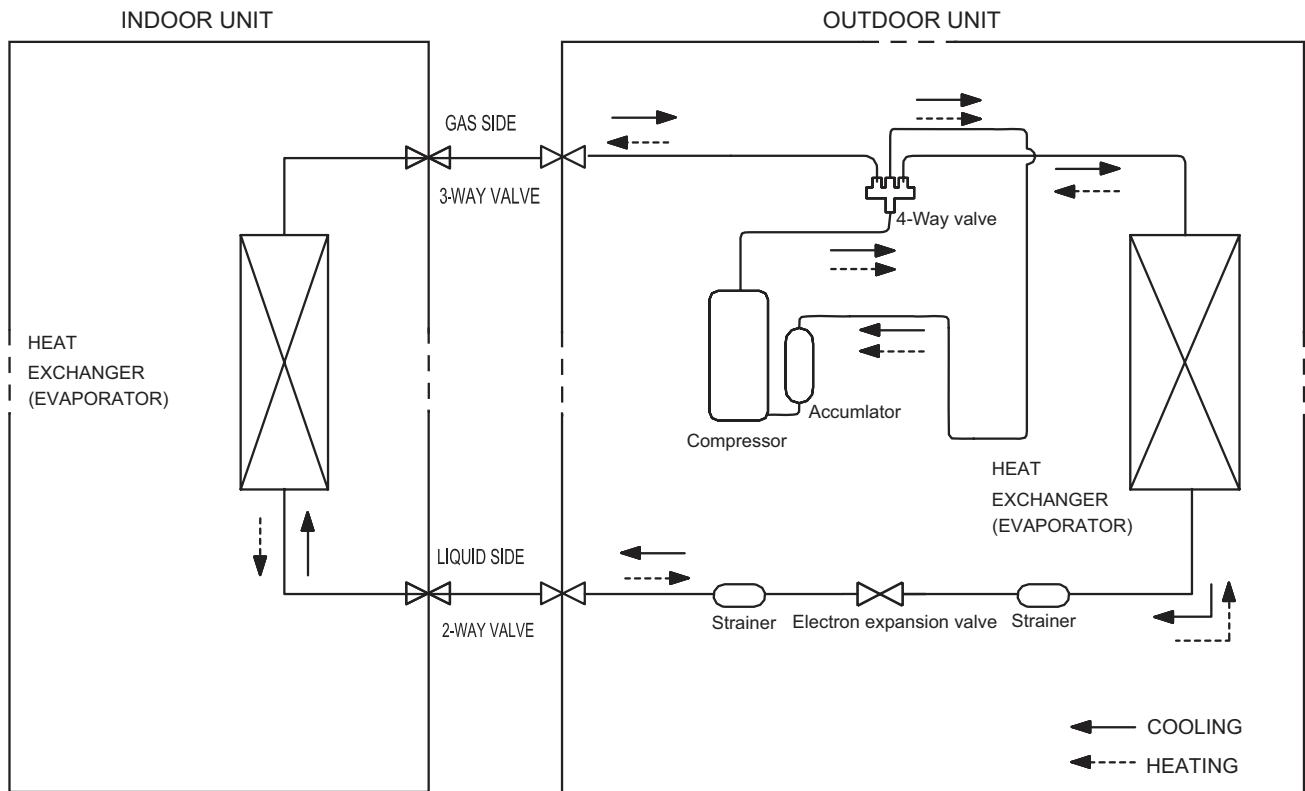 INDOOR UNIT
OUTDOOR UNIT
GAS SIDE
3-WAY VALVE
4-Way valve
HEAT
EXCHANGER
(EVAPORATOR)
Accumlator
Compressor
HEAT
EXCHANGER
(EVAPORATOR)
LIQUID SIDE
2-WAY VALVE
Strainer
Electron expansion valve
Strainer
COOLING
HEATING